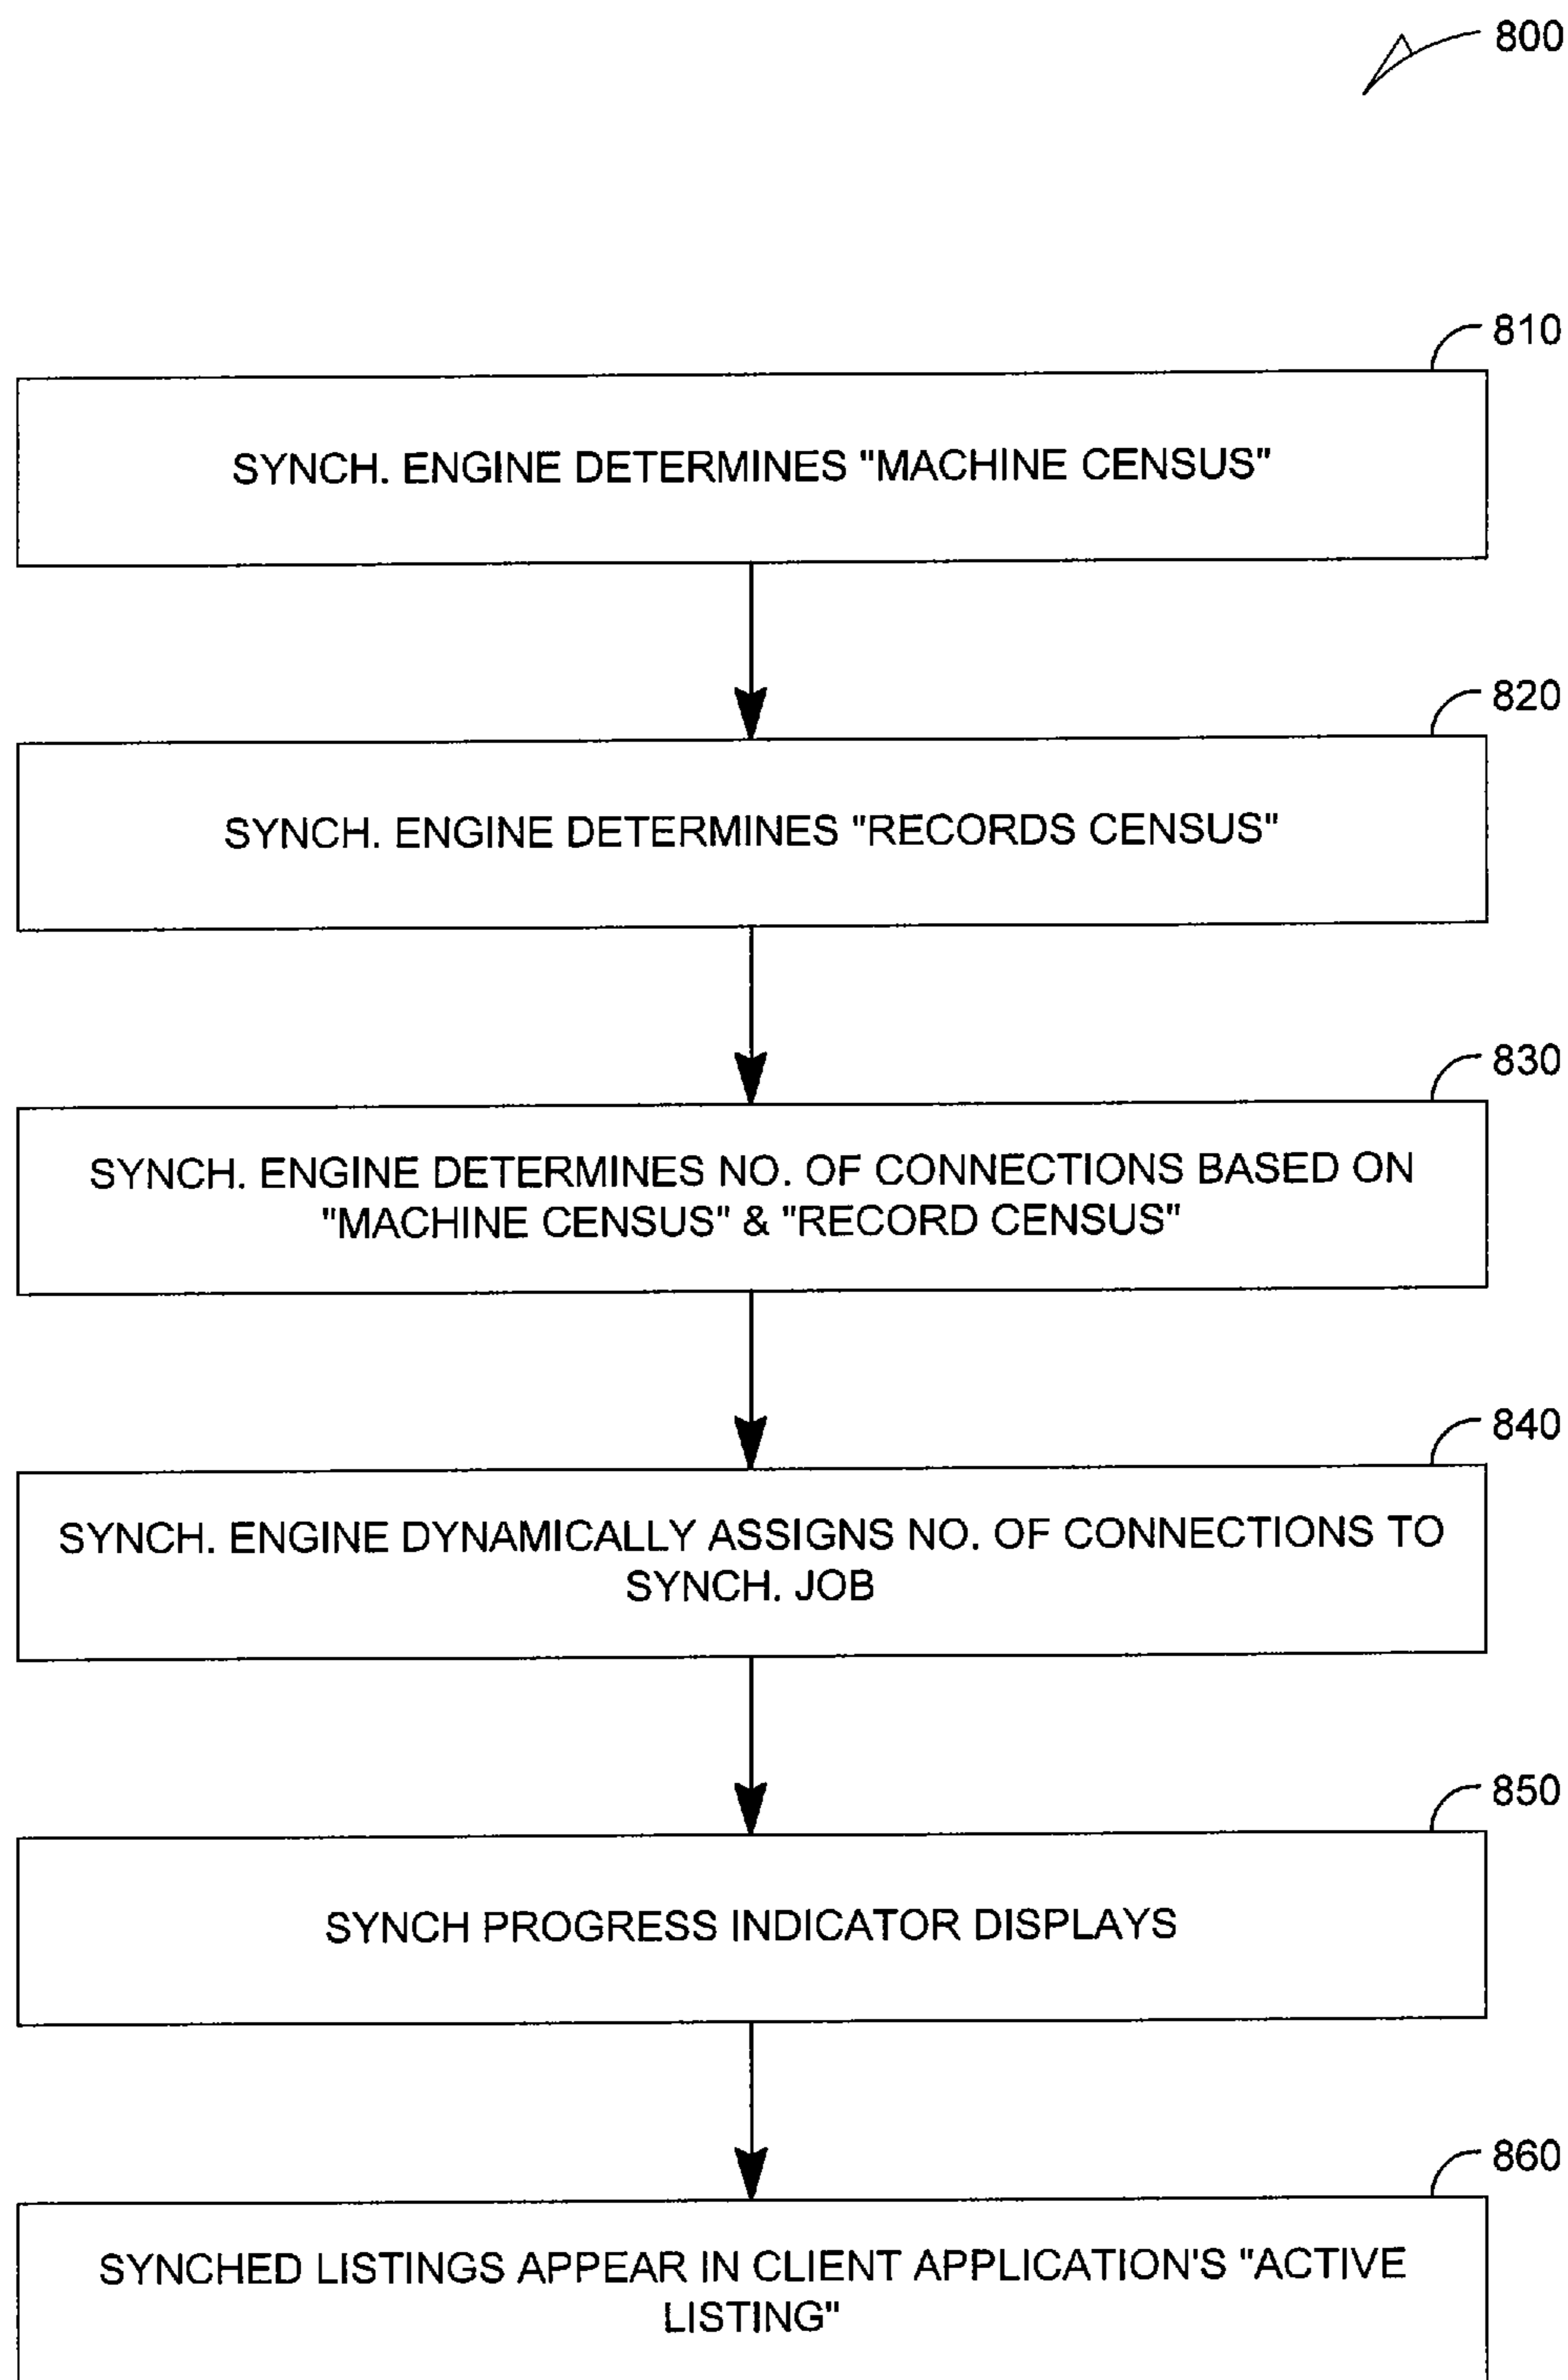 800
810
SYNCH. ENGINE DETERMINES "MACHINE CENSUS"
820
SYNCH. ENGINE DETERMINES "RECORDS CENSUS"
830
SYNCH. ENGINE DETERMINES NO. OF CONNECTIONS BASED ON
"MACHINE CENSUS" & "RECORD CENSUS"
840
SYNCH. ENGINE DYNAMICALLY ASSIGNS NO. OF CONNECTIONS TO
SYNCH. JOB
850
SYNCH PROGRESS INDICATOR DISPLAYS
860
SYNCHED LISTINGS APPEAR IN CLIENT APPLICATION'S "ACTIVE
LISTING"